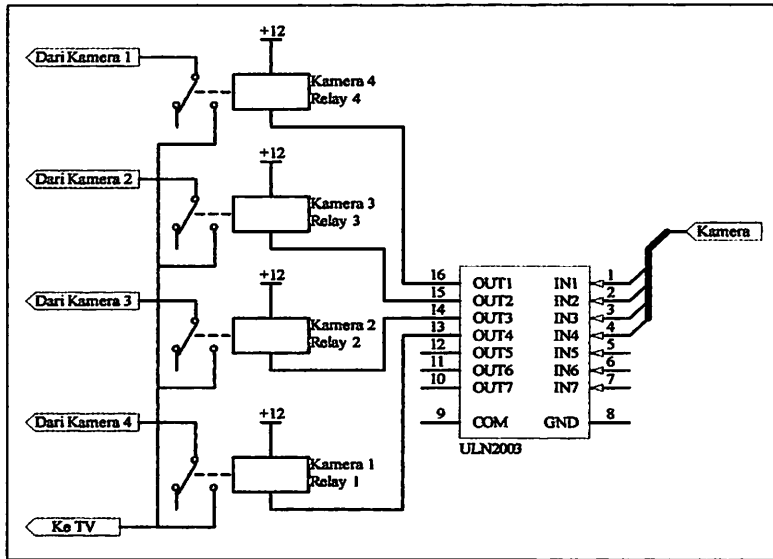 +12
Dari Kamera 1
Kamera 4
Relay 4
+12
Dari Kamera 2
Kamera 3
Relay 3
Kamera
+12
Dari Kamera 3
Kamera 2
Relay 2
16 OUT1 IN1 1
15 OUT2 IN2 2
14 OUT3 IN3 3
13 OUT4 IN4 4
12 OUT5 IN5 5
11 OUT6 IN6 6
10 OUT7 IN7 7
9 COM GND 8
ULN2003
+12
Dari Kamera 4
Kamera 1
Relay 1
Ke TV